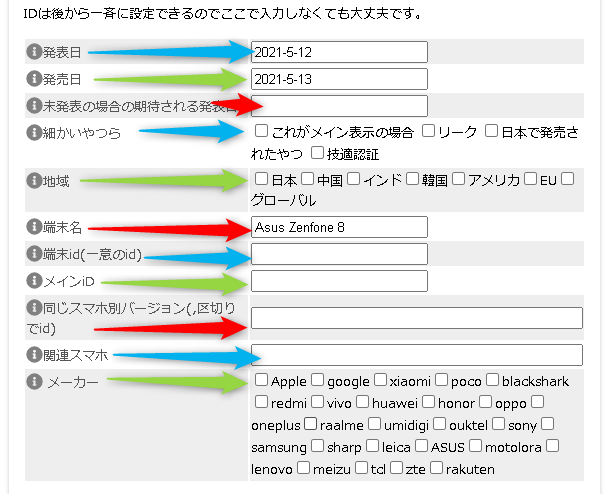 IDは後から一斉に設定できるのでここで入力しなくても大丈夫です。
発表日 2021-5-12
発売日 2021-5-13
未発表の場合の期待される発表日
細かいやつら これがメイン表示の場合 リーク 日本で発売さ
れたやつ 技適認証
地域 日本 中国 インド 韓国 アメリカ EU
グローバル
端末名 Asus Zenfone 8
端末id(一意のid)
メインiD
同じスマホ別バージョン(,区切り
でid)
関連スマホ
メーカー Apple google xiaomi poco blackshark
redmi vivo huawei honor oppo
oneplus raalme umidigi ouktel sony
samsung sharp leica ASUS motolora
lenovo meizu tcl zte rakuten